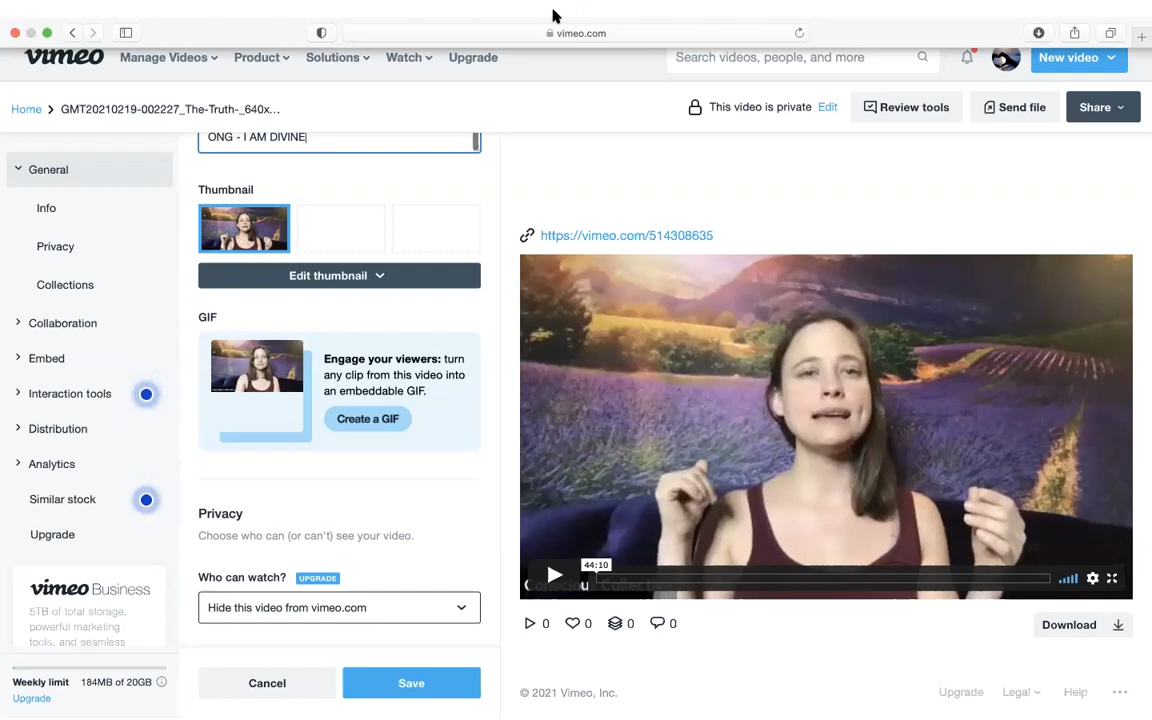 vimeo.com
vimeo
Manage Videos
Product
Solutions
Watch
Upgrade
Search videos, people, and more
New video
Home > GMT20210219-002227_The-Truth-_640x...
This video is private
Edit
Review tools
Send file
Share
General
Info
Privacy
Collections
Collaboration
Embed
Interaction tools
Distribution
Analytics
Similar stock
Upgrade
vimeo Business
5TB of total storage,
powerful marketing
tools, and seamless
Weekly limit 184MB of 20GB
Upgrade
ONG - I AM DIVINE
Thumbnail
Edit thumbnail
GIF
Engage your viewers: turn
any clip from this video into
an embeddable GIF.
Create a GIF
Privacy
Choose who can (or can't) see your video.
Who can watch? UPGRADE
Hide this video from vimeo.com
Cancel
Save
https://vimeo.com/514308635
44:10
0 0 0 0
Download
© 2021 Vimeo, Inc.
Upgrade
Legal
Help